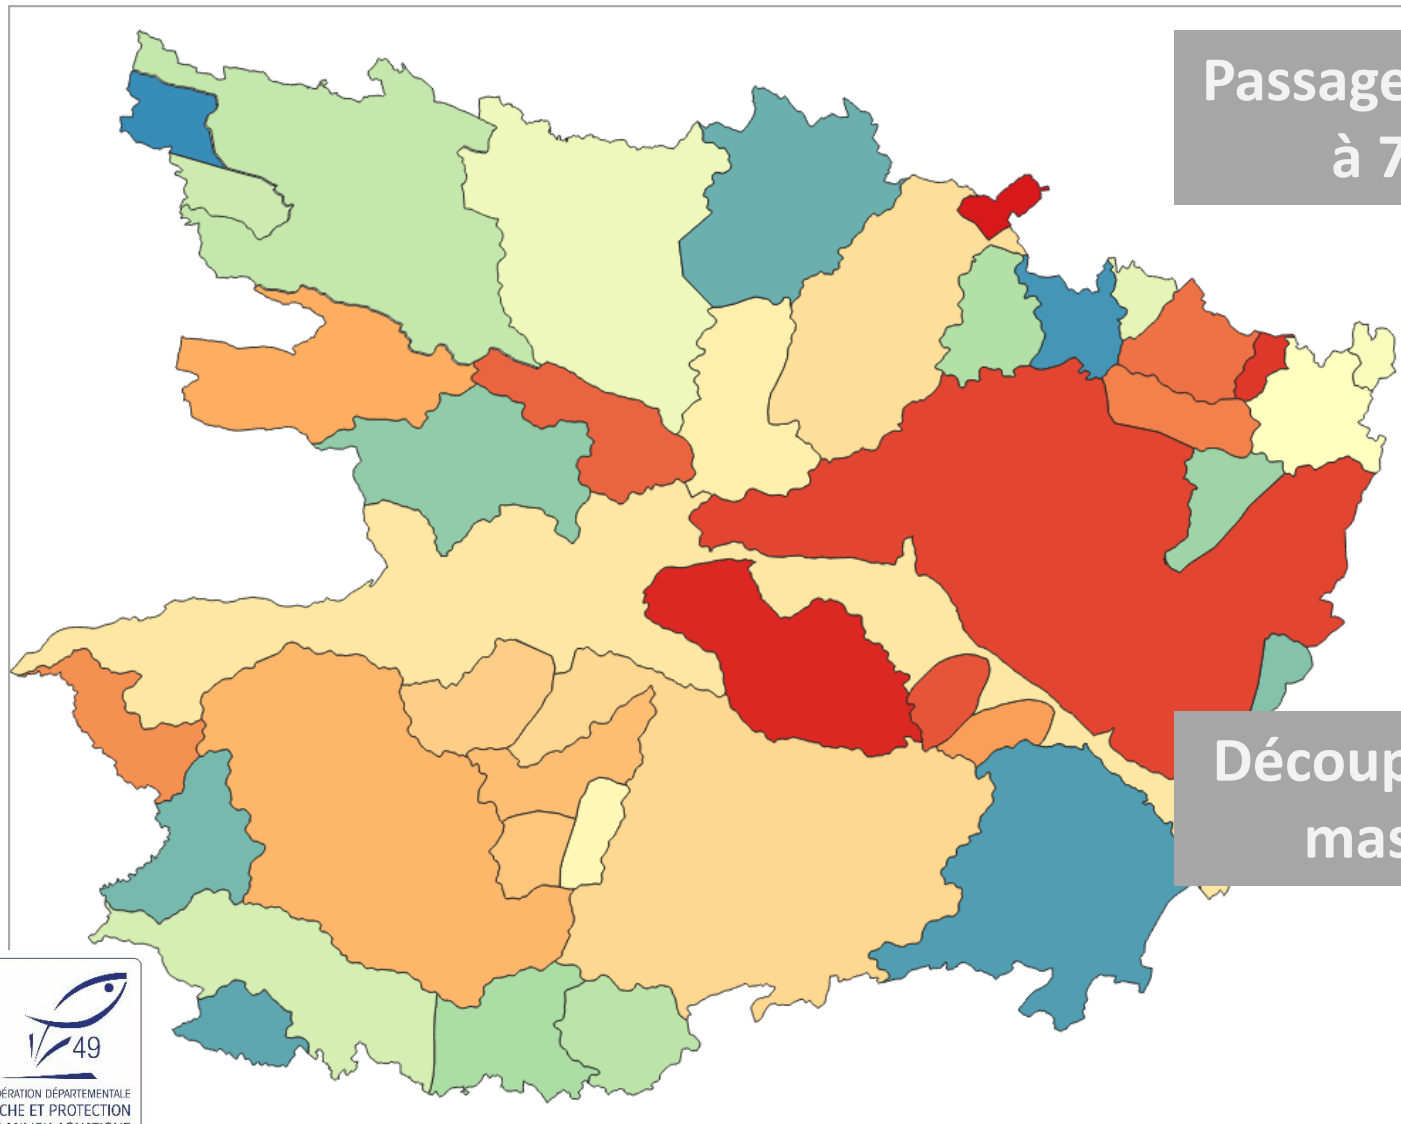 Passage
à 7
Découp
mas
49
ÉRATION DÉPARTEMENTALE
CHE ET PROTECTION